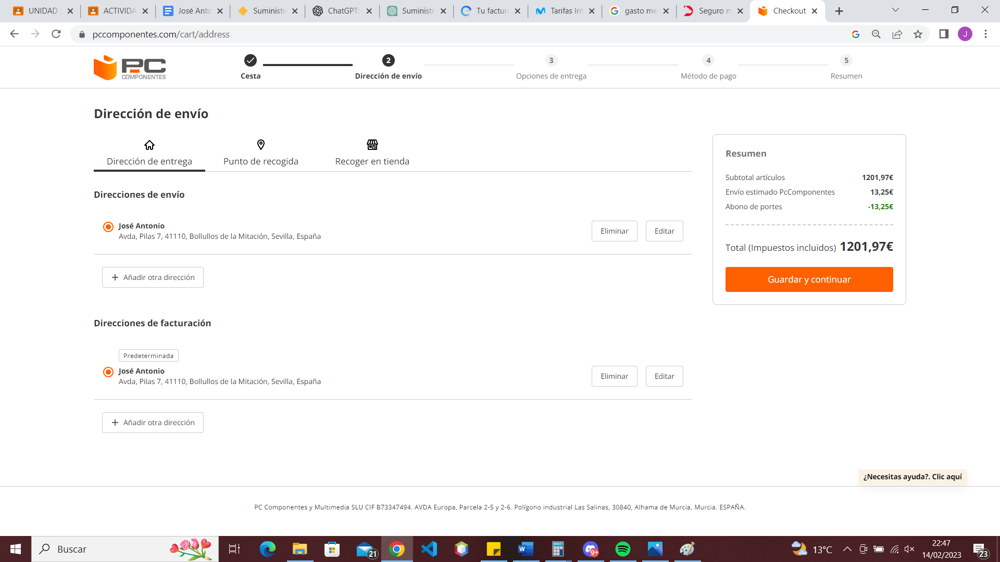 UNIDAD
ACTIVIDA
José Anto
Suministr
ChatGPT:
Suministr
Tu factura
Tarifas Int
gasto me
Seguro m
Checkout
pccomponentes.com/cart/address
J
PC
COMPONENTES
Cesta
2
Dirección de envío
3
Opciones de entrega
4
Método de pago
5
Resumen
Dirección de envío
Dirección de entrega
Punto de recogida
Recoger en tienda
Direcciones de envío
José Antonio
Avda, Pilas 7, 41110, Bollullos de la Mitación, Sevilla, España
Eliminar
Editar
+ Añadir otra dirección
Direcciones de facturación
Predeterminada
José Antonio
Avda, Pilas 7, 41110, Bollullos de la Mitación, Sevilla, España
Eliminar
Editar
+ Añadir otra dirección
Resumen
Subtotal artículos 1201,97€
Envío estimado PcComponentes 13,25€
Abono de portes -13,25€
Total (Impuestos incluidos) 1201,97€
Guardar y continuar
¿Necesitas ayuda?. Clic aquí
PC Componentes y Multimedia SLU CIF B73347494. AVDA Europa, Parcela 2-5 y 2-6. Polígono industrial Las Salinas, 30840, Alhama de Murcia, Murcia. ESPAÑA.
Buscar
21
W
9+
13°C
22:47
14/02/2023
23